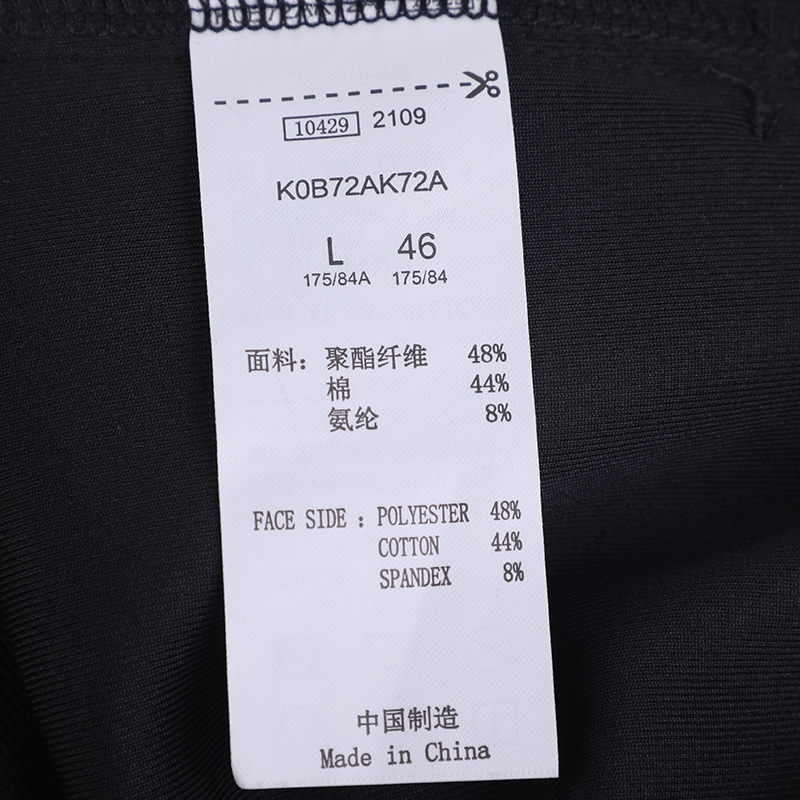 10429 2109
K0B72AK72A
L 46
175/84A 175/84
面料：聚酯纤维 48%
棉 44%
氨纶 8%
FACE SIDE : POLYESTER 48%
COTTON 44%
SPANDEX 8%
中国制造
Made in China